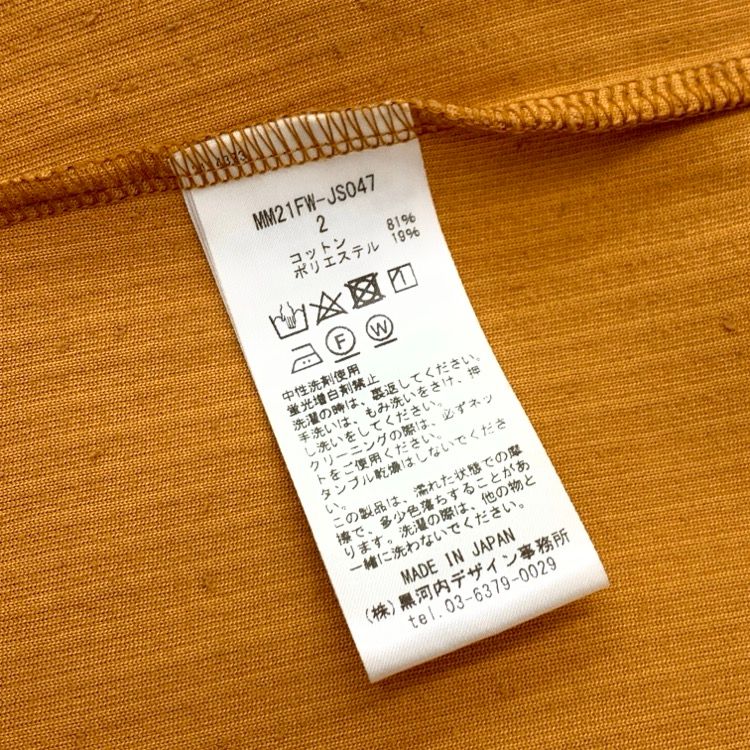 MM21FW-JS047
2
コットン 81%
ポリエステル 19%
F W
中性洗剤使用
蛍光増白剤禁止
洗濯の時は、裏返してください。
手洗いは、もみ洗いをさけ、押
し洗いをしてください。
クリーニングの際は、必ずネッ
トをご使用ください。
タンブル乾燥はしないでくださ
い。
この製品は、濡れた状態での摩
擦で、多少色落ちすることがあ
ります。洗濯の際は、他の物と
一緒に洗わないでください。
MADE IN JAPAN
(株)黒河内デザイン事務所
tel.03-6379-0029